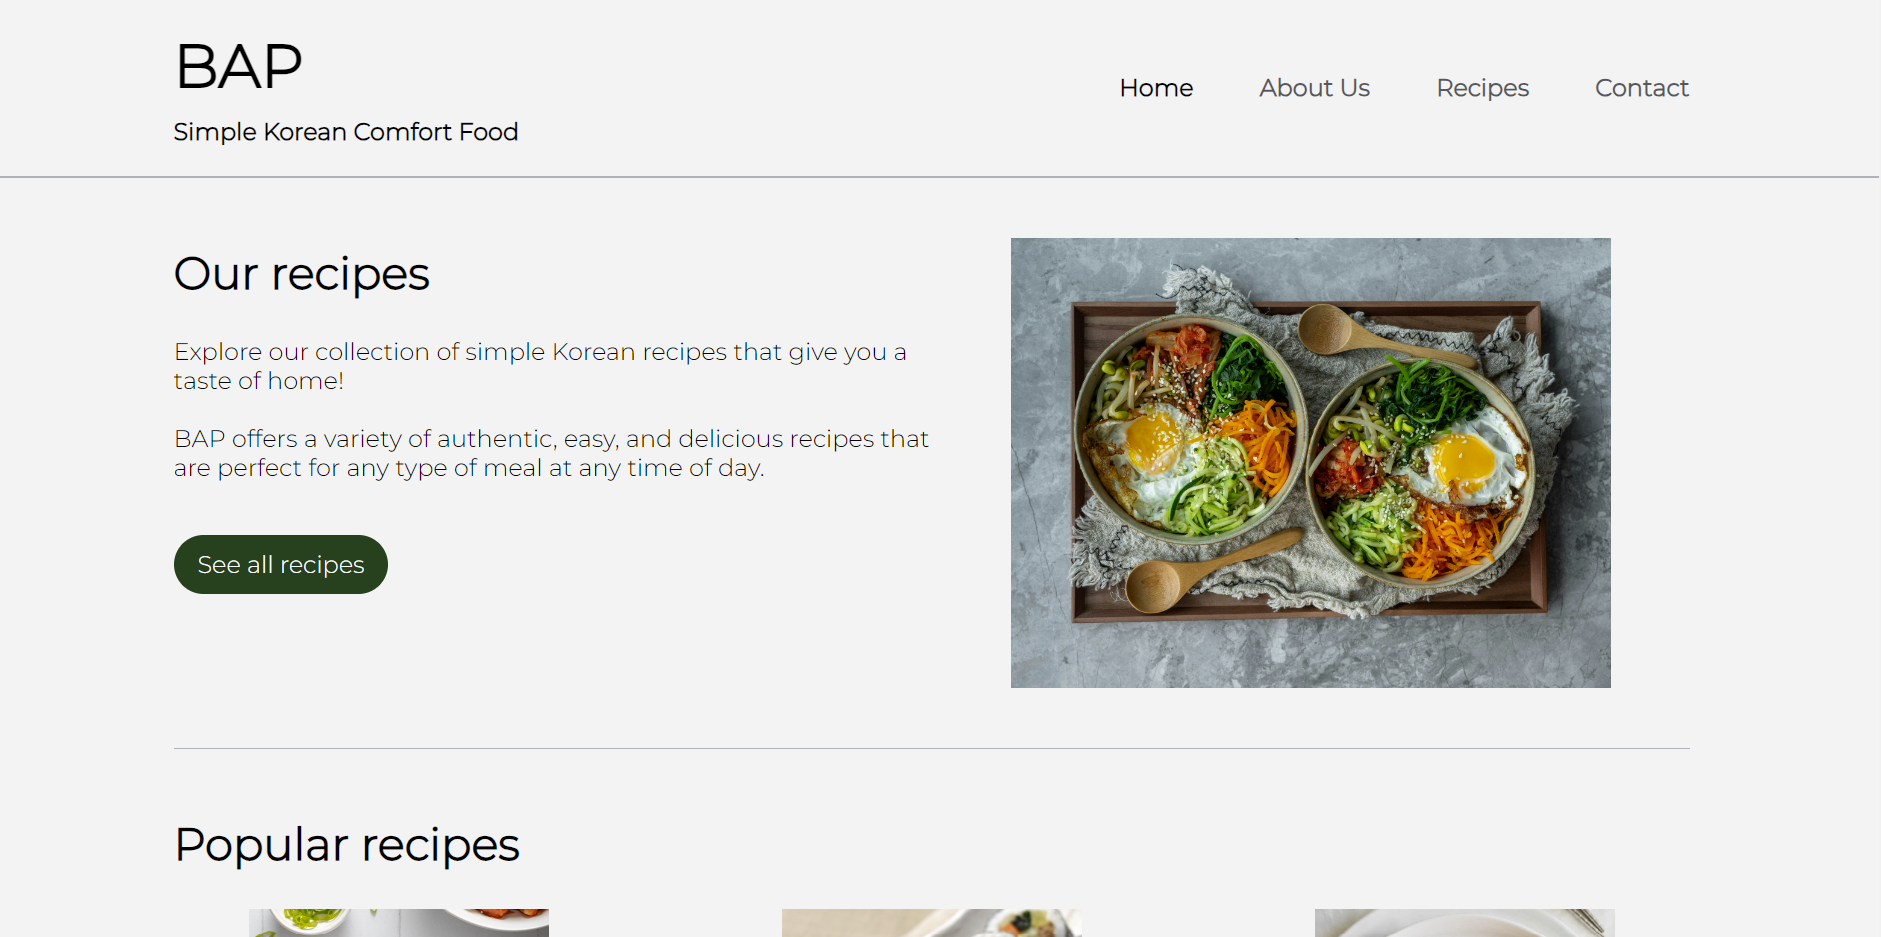 BAP
Simple Korean Comfort Food
Home About Us Recipes Contact
Our recipes
Explore our collection of simple Korean recipes that give you a
taste of home!
BAP offers a variety of authentic, easy, and delicious recipes that
are perfect for any type of meal at any time of day.
See all recipes
Popular recipes